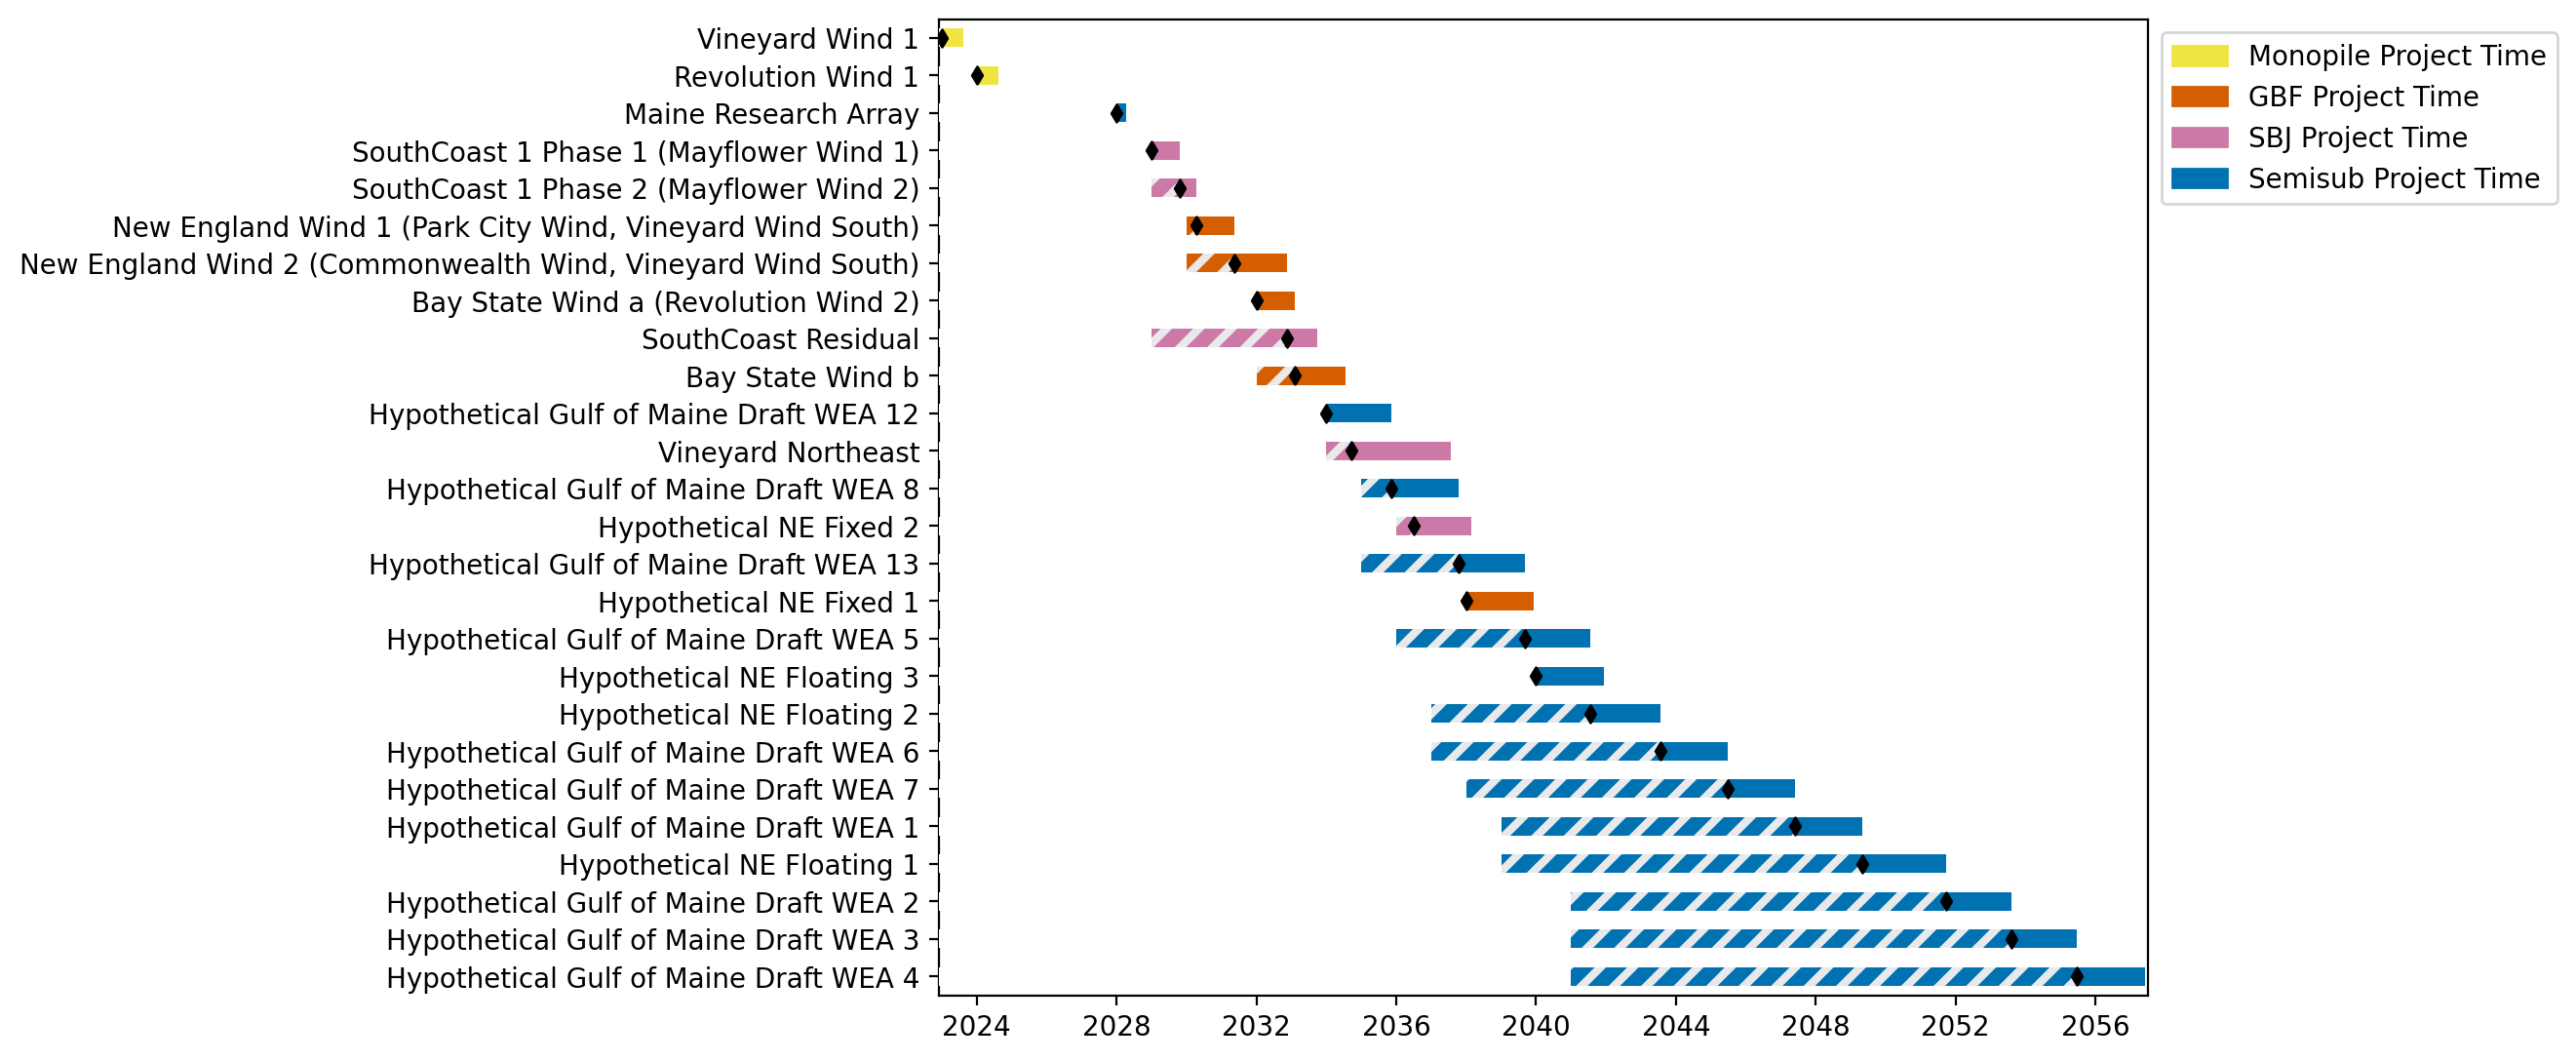 Vineyard Wind 1
Revolution Wind 1
Maine Research Array
SouthCoast 1 Phase 1 (Mayflower Wind 1)
SouthCoast 1 Phase 2 (Mayflower Wind 2)
New England Wind 1 (Park City Wind, Vineyard Wind South)
New England Wind 2 (Commonwealth Wind, Vineyard Wind South)
Bay State Wind a (Revolution Wind 2)
SouthCoast Residual
Bay State Wind b
Hypothetical Gulf of Maine Draft WEA 12
Vineyard Northeast
Hypothetical Gulf of Maine Draft WEA 8
Hypothetical NE Fixed 2
Hypothetical Gulf of Maine Draft WEA 13
Hypothetical NE Fixed 1
Hypothetical Gulf of Maine Draft WEA 5
Hypothetical NE Floating 3
Hypothetical NE Floating 2
Hypothetical Gulf of Maine Draft WEA 6
Hypothetical Gulf of Maine Draft WEA 7
Hypothetical Gulf of Maine Draft WEA 1
Hypothetical NE Floating 1
Hypothetical Gulf of Maine Draft WEA 2
Hypothetical Gulf of Maine Draft WEA 3
Hypothetical Gulf of Maine Draft WEA 4
2024 2028 2032 2036 2040 2044 2048 2052 2056
Monopile Project Time
GBF Project Time
SBJ Project Time
Semisub Project Time